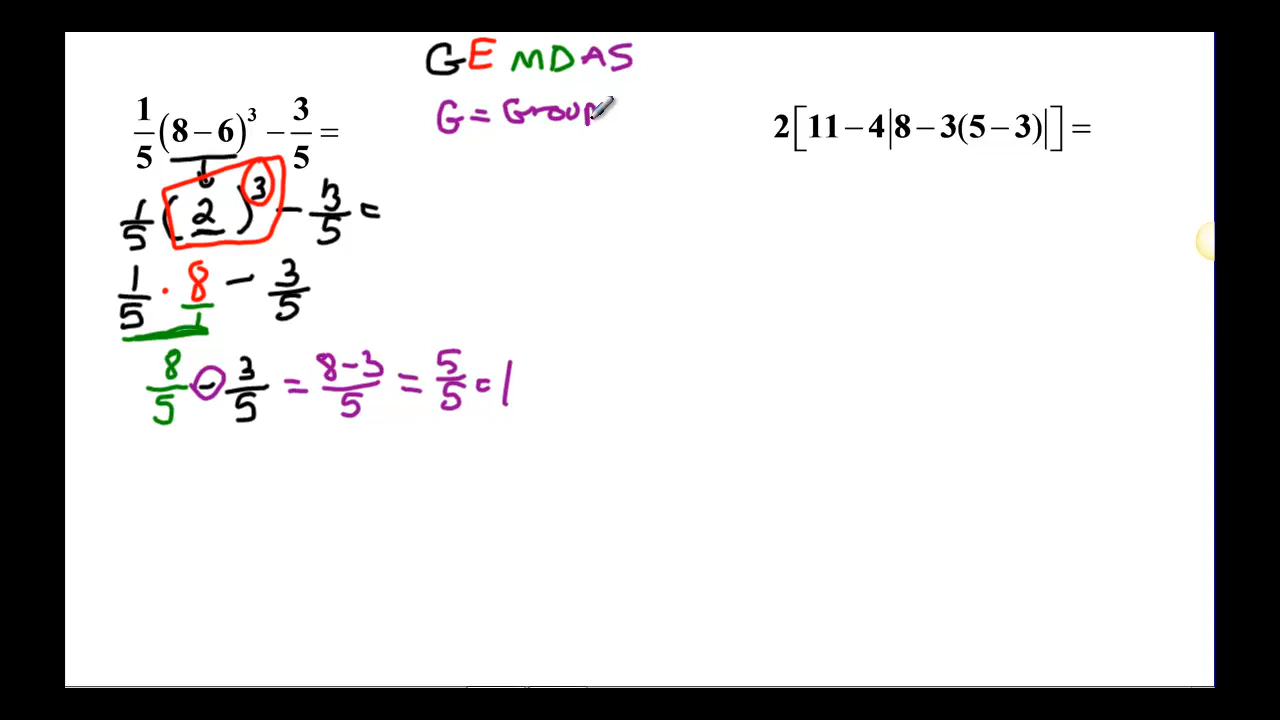 GEMDAS
G = Group
1/5 (8 − 6)³ − 3/5 =
1/5 (2)³ − 3/5 =
1/5 · 8/1 − 3/5
8/5 − 3/5 = (8−3)/5 = 5/5 = 1
2[11 − 4|8 − 3(5 − 3)|] =